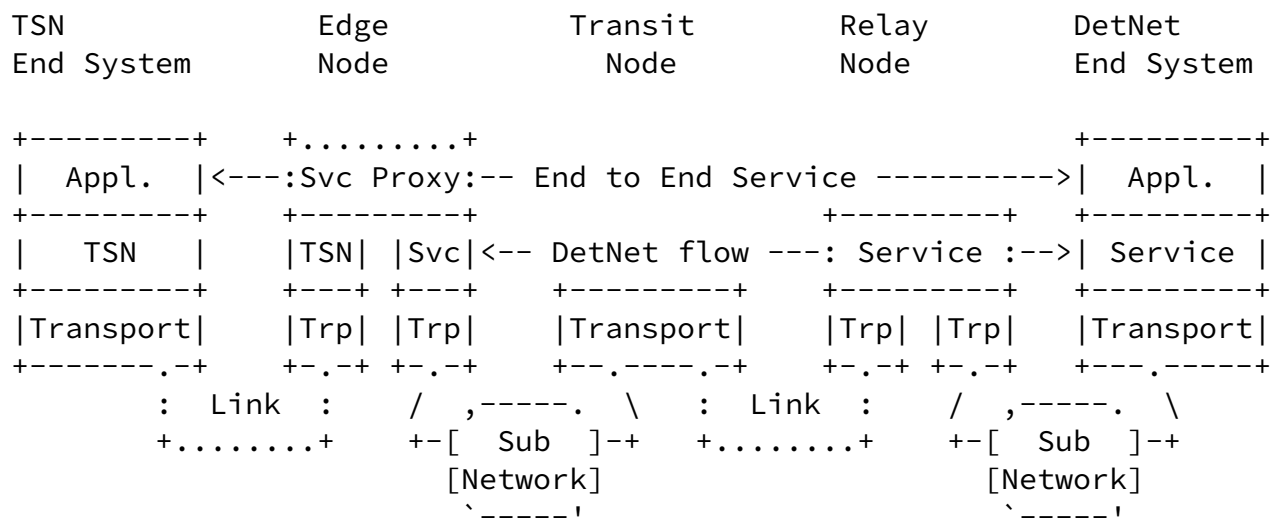 TSN                Edge              Transit           Relay            DetNet
End System         Node                Node            Node             End System

+---------+     +.........+                                          +---------+
|  Appl.  |<---:Svc Proxy:-- End to End Service ---------->|  Appl.  |
+---------+     +---------+                        +---------+   +---------+
|   TSN   |     |TSN| |Svc|<-- DetNet flow ---: Service :-->| Service |
+---------+     +---+ +---+     +---------+     +---------+   +---------+
|Transport|     |Trp| |Trp|     |Transport|     |Trp| |Trp|   |Transport|
+-------.-+     +-.-+ +-.-+     +--.----.-+     +-.-+ +-.-+   +---.-----+
        :  Link  :    /  ,-----.  \   :  Link  :    /  ,-----.  \
        +........+    +-[  Sub  ]-+   +........+    +-[  Sub  ]-+
                        [Network]                     [Network]
                         `-----'                       `-----'